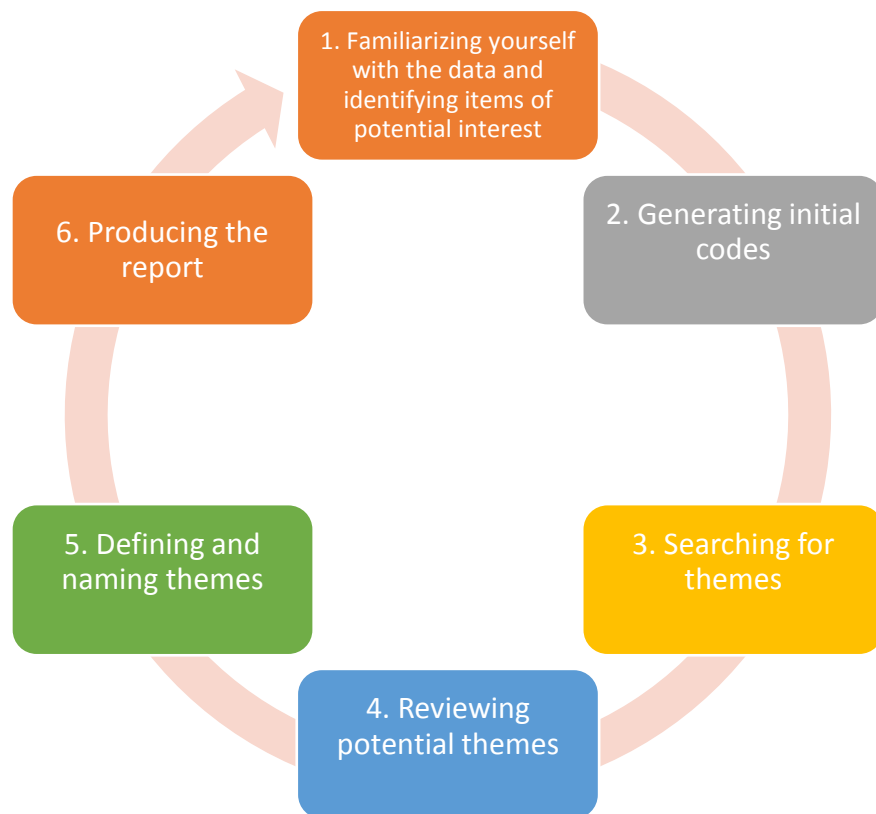 1. Familiarizing yourself
with the data and
identifying items of
potential interest
2. Generating initial
codes
3. Searching for
themes
4. Reviewing
potential themes
5. Defining and
naming themes
6. Producing the
report